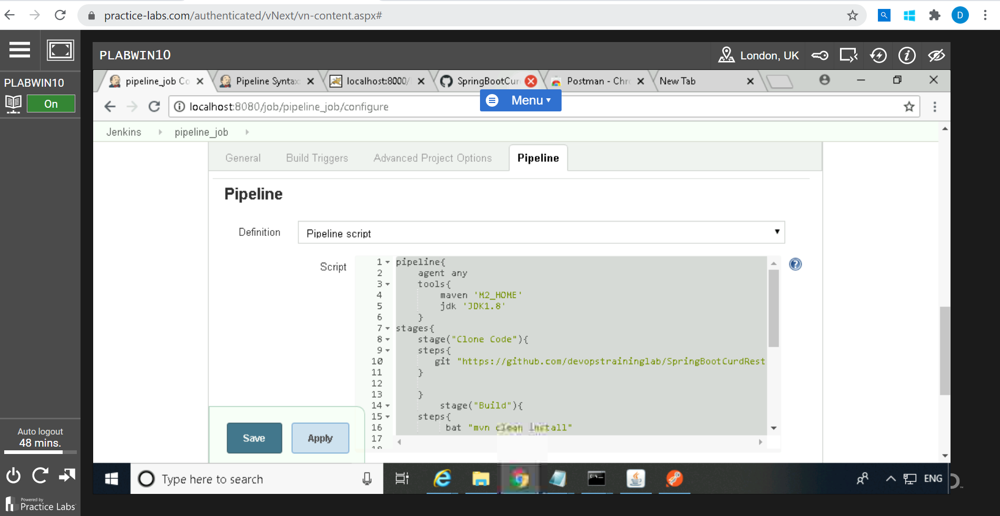 practice-labs.com/authenticated/vNext/vn-content.aspx#
D
PLABWIN10
London, UK
PLABWIN10
On
pipeline_job Co
Pipeline Syntax:
localhost:8000/
SpringBootCur
Postman - Chr
New Tab
Menu
localhost:8080/job/pipeline_job/configure
Jenkins
pipeline_job
General
Build Triggers
Advanced Project Options
Pipeline
Pipeline
Definition
Pipeline script
Script
1 pipeline{
2 agent any
3 tools{
4 maven 'M2_HOME'
5 jdk 'JDK1.8'
6 }
7 stages{
8 stage("Clone Code"){
9 steps{
10 git "https://github.com/devopstraininglab/SpringBootCurdRest
11 }
12
13 }
14 stage("Build"){
15 steps{
16 bat "mvn clean install"
17
18
Save
Apply
Auto logout
48 mins.
Type here to search
ENG
Powered by
Practice Labs